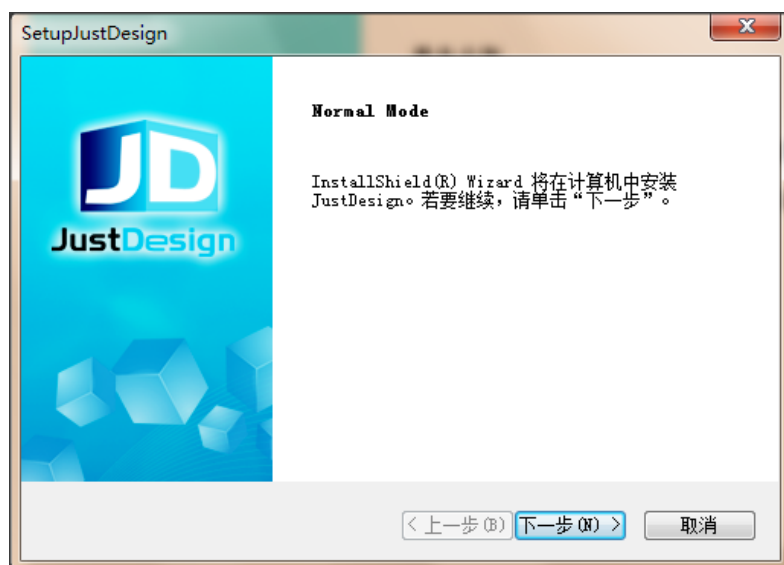 SetupJustDesign
JD
JustDesign
Normal Mode
InstallShield(R) Wizard 将在计算机中安装
JustDesign。若要继续，请单击“下一步”。
< 上一步(B)
下一步(N) >
取消